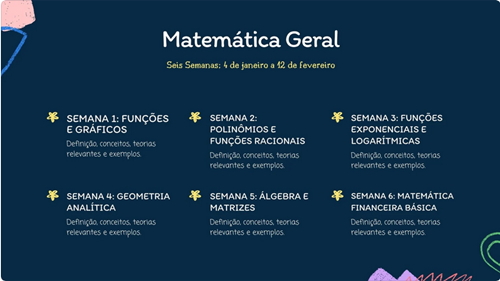 Matemática Geral
Seis Semanas: 4 de janeiro a 12 de fevereiro
SEMANA 1: FUNÇÕES
E GRÁFICOS
Definição, conceitos, teorias
relevantes e exemplos.
SEMANA 2:
POLINÔMIOS E
FUNÇÕES RACIONAIS
Definição, conceitos, teorias
relevantes e exemplos.
SEMANA 3: FUNÇÕES
EXPONENCIAIS E
LOGARÍTMICAS
Definição, conceitos, teorias
relevantes e exemplos.
SEMANA 4: GEOMETRIA
ANALÍTICA
Definição, conceitos, teorias
relevantes e exemplos.
SEMANA 5: ÁLGEBRA E
MATRIZES
Definição, conceitos, teorias
relevantes e exemplos.
SEMANA 6: MATEMÁTICA
FINANCEIRA BÁSICA
Definição, conceitos, teorias
relevantes e exemplos.